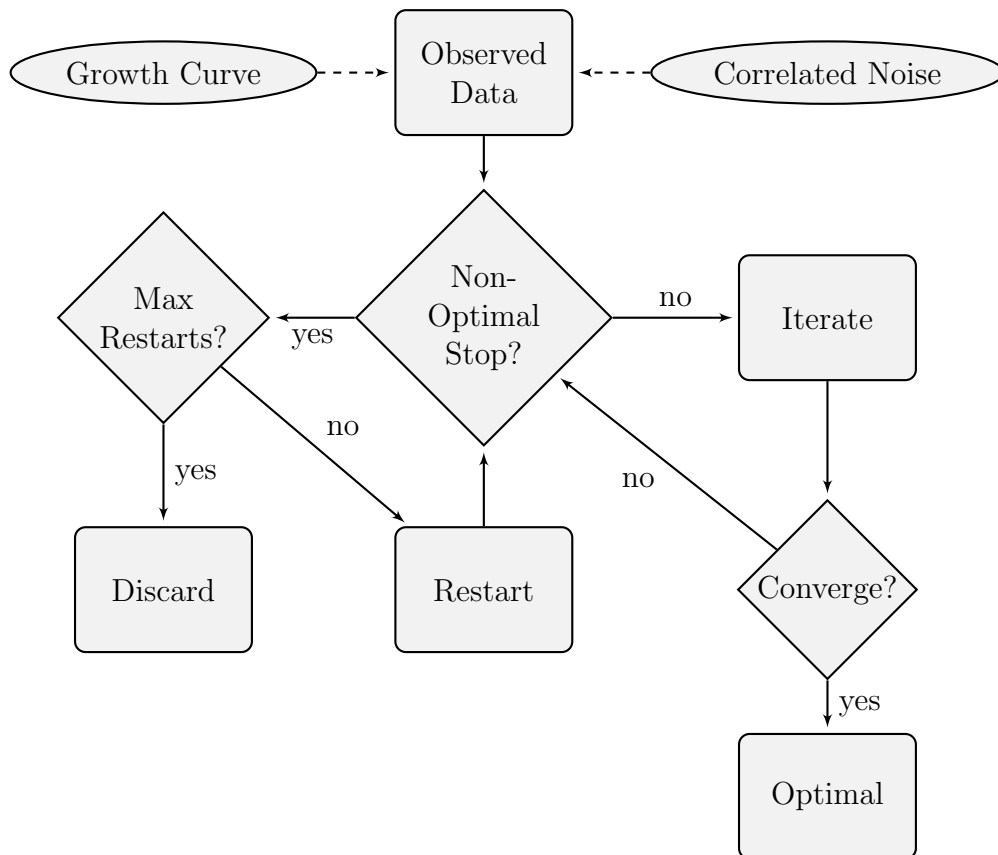 Growth Curve
Observed
Data
Correlated Noise
Max
Restarts?
yes
Non-
Optimal
Stop?
no
Iterate
no
no
yes
Discard
Restart
Converge?
yes
Optimal